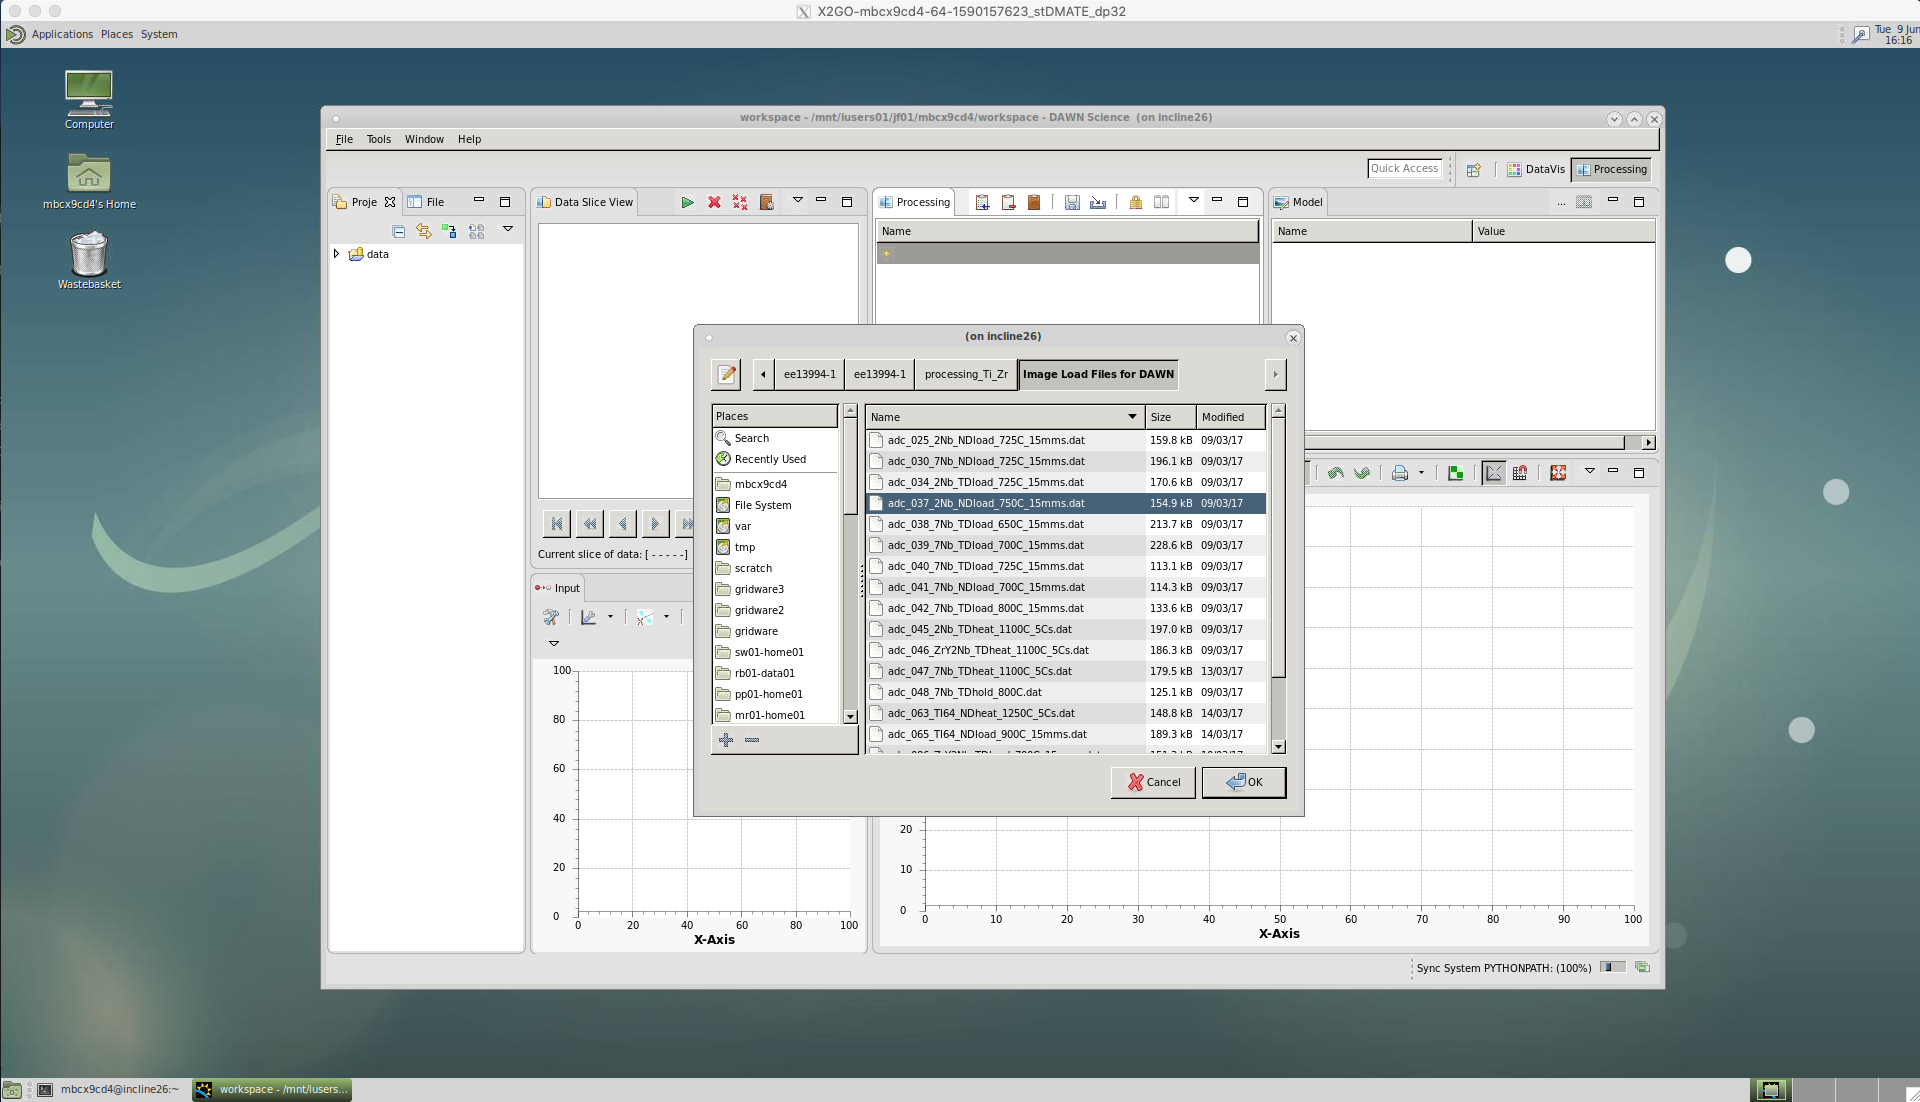 X2GO-mbcx9cd4-64-1590157623_stDMATE_dp32
Applications Places System
Tue 9 Jun
16:16
Computer
mbcx9cd4's Home
Wastebasket
workspace - /mnt/iusers01/jf01/mbcx9cd4/workspace - DAWN Science (on incline26)
File Tools Window Help
Quick Access
DataVis
Processing
Proje
File
Data Slice View
Processing
Model
...
data
Name
Name
Value
(on incline26)
ee13994-1
ee13994-1
processing_Ti_Zr
Image Load Files for DAWN
Places
Search
Recently Used
mbcx9cd4
File System
var
tmp
scratch
gridware3
gridware2
gridware
sw01-home01
rb01-data01
pp01-home01
mr01-home01
Name Size Modified
adc_025_2Nb_NDload_725C_15mms.dat 159.8 kB 09/03/17
adc_030_7Nb_NDload_725C_15mms.dat 196.1 kB 09/03/17
adc_034_2Nb_TDload_725C_15mms.dat 170.6 kB 09/03/17
adc_037_2Nb_NDload_750C_15mms.dat 154.9 kB 09/03/17
adc_038_7Nb_TDload_650C_15mms.dat 213.7 kB 09/03/17
adc_039_7Nb_TDload_700C_15mms.dat 228.6 kB 09/03/17
adc_040_7Nb_TDload_725C_15mms.dat 113.1 kB 09/03/17
adc_041_7Nb_NDload_700C_15mms.dat 114.3 kB 09/03/17
adc_042_7Nb_TDload_800C_15mms.dat 133.6 kB 09/03/17
adc_045_2Nb_TDheat_1100C_5Cs.dat 197.0 kB 09/03/17
adc_046_ZrY2Nb_TDheat_1100C_5Cs.dat 186.3 kB 09/03/17
adc_047_7Nb_TDheat_1100C_5Cs.dat 179.5 kB 13/03/17
adc_048_7Nb_TDhold_800C.dat 125.1 kB 09/03/17
adc_063_TI64_NDheat_1250C_5Cs.dat 148.8 kB 14/03/17
adc_065_TI64_NDload_900C_15mms.dat 189.3 kB 14/03/17
Cancel
OK
Current slice of data: [ - - - - -]
Input
100
80
60
40
20
0
0 20 40 60 80 100
X-Axis
20
10
0
0 10 20 30 40 50 60 70 80 90 100
X-Axis
Sync System PYTHONPATH: (100%)
mbcx9cd4@incline26:~
workspace - /mnt/iusers...